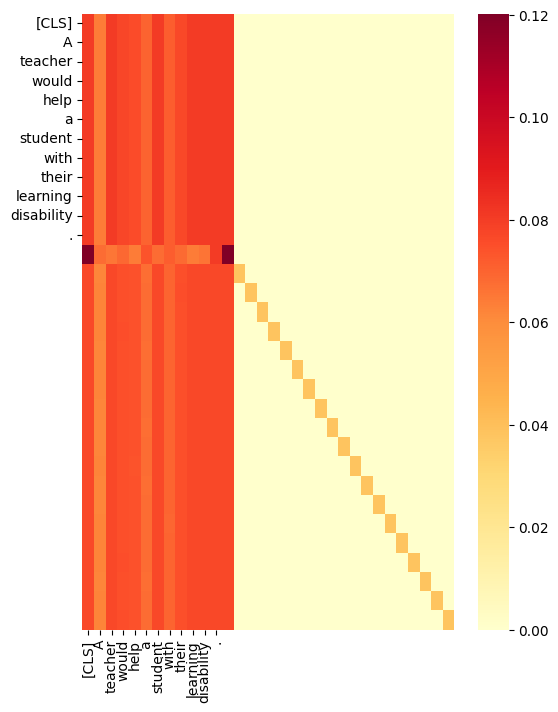 [CLS]
A
teacher
would
help
a
student
with
their
learning
disability
.
0.12
0.10
0.08
0.06
0.04
0.02
0.00
[CLS]
A
teacher
would
help
a
student
with
their
learning
disability
.